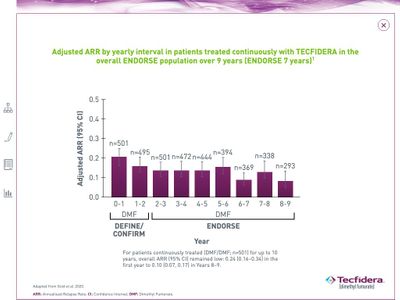 Adjusted ARR by yearly interval in patients treated continuously with TECFIDERA in the
overall ENDORSE population over 9 years (ENDORSE 7 years)¹
Adjusted ARR (95% CI)
0.5
0.4
0.3
0.2
0.1
0.0
n=501
n=495
n=501
n=472
n=444
n=394
n=369
n=338
n=293
0-1
1-2
2-3
3-4
4-5
5-6
6-7
7-8
8-9
DMF
DMF
DEFINE/
CONFIRM
ENDORSE
Year
For patients continuously treated (DMF/DMF; n=501) for up to 10
years, overall ARR (95% CI) remained low: 0.24 (0.16-0.34) in the
first year to 0.10 (0.07, 0.17) in Years 8-9.
Adapted from Gold et al. 2020.
ARR: Annualised Relapse Rate; CI: Confidence Interval; DMF: Dimethyl Fumarate.
Tecfidera
(dimethyl fumarate)